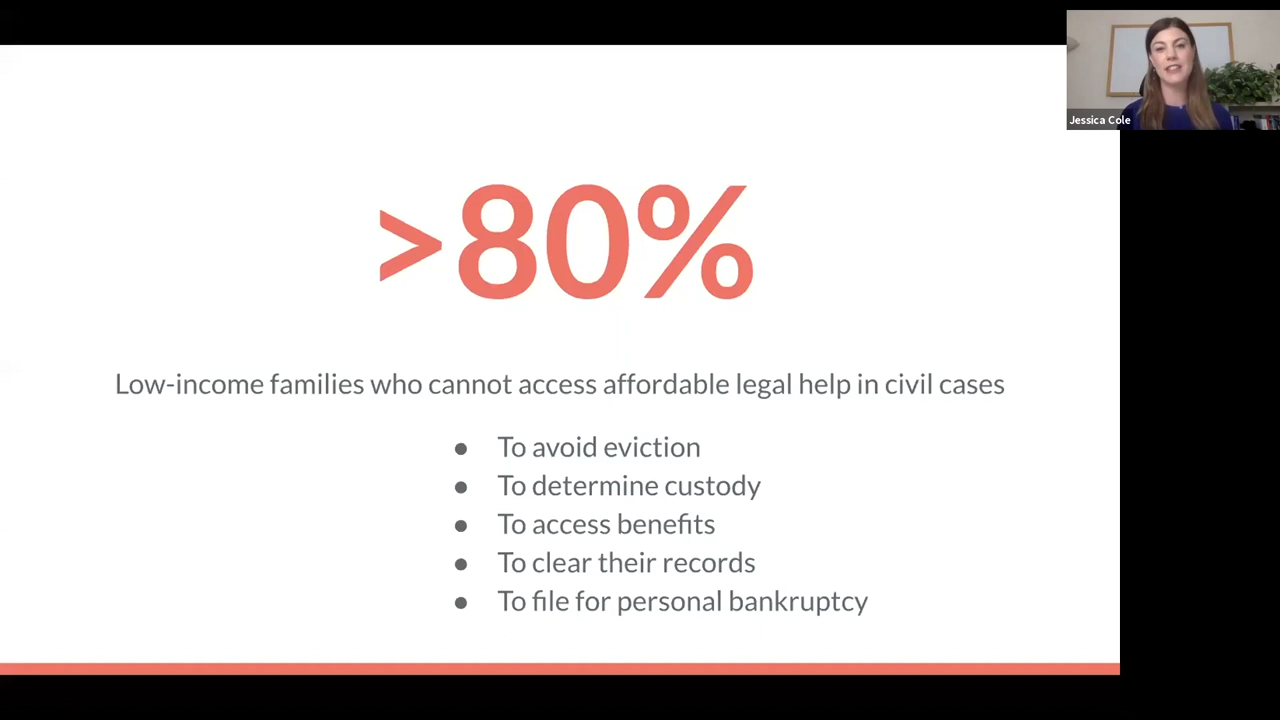 Jessica Cole
>80%
Low-income families who cannot access affordable legal help in civil cases
● To avoid eviction
● To determine custody
● To access benefits
● To clear their records
● To file for personal bankruptcy